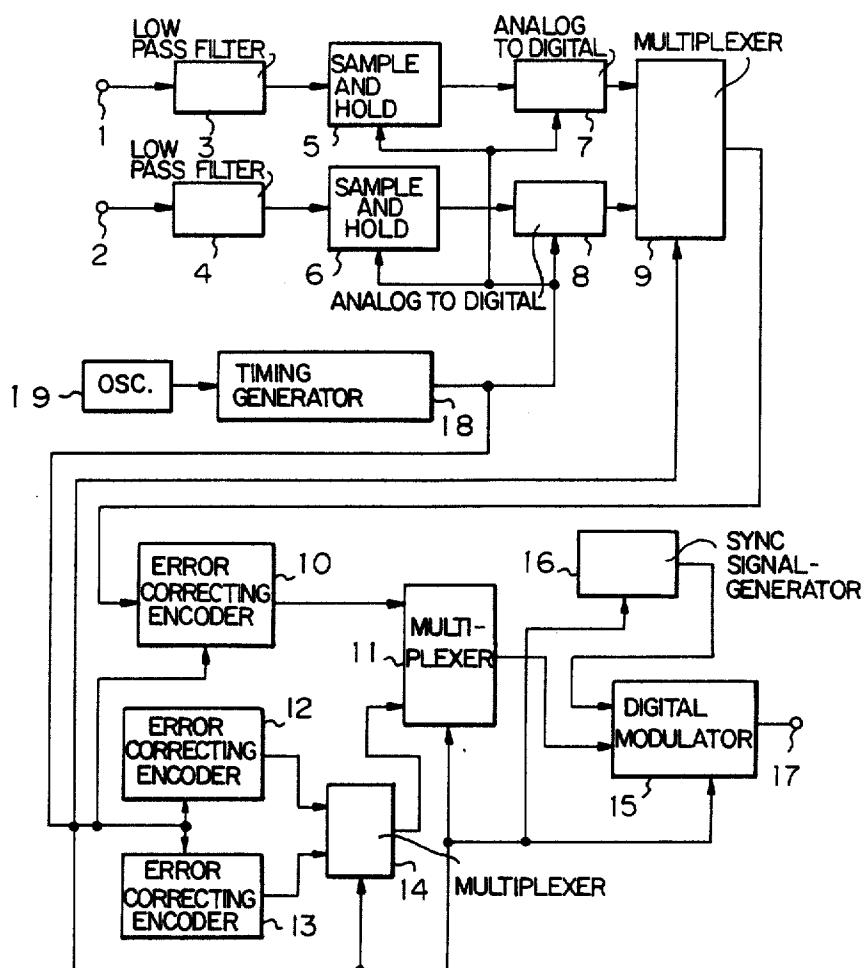 LOW
PASS FILTER
ANALOG
TO DIGITAL
MULTIPLEXER
SAMPLE
AND
HOLD
1
3
5
7
LOW
PASS FILTER
SAMPLE
AND
HOLD
2
4
6
8
9
ANALOG TO DIGITAL
19
OSC.
TIMING
GENERATOR
18
ERROR
CORRECTING
ENCODER
10
16
SYNC
SIGNAL-
GENERATOR
MULTI-
PLEXER
11
12
ERROR
CORRECTING
ENCODER
DIGITAL
MODULATOR
15
17
ERROR
CORRECTING
ENCODER
13
14
MULTIPLEXER